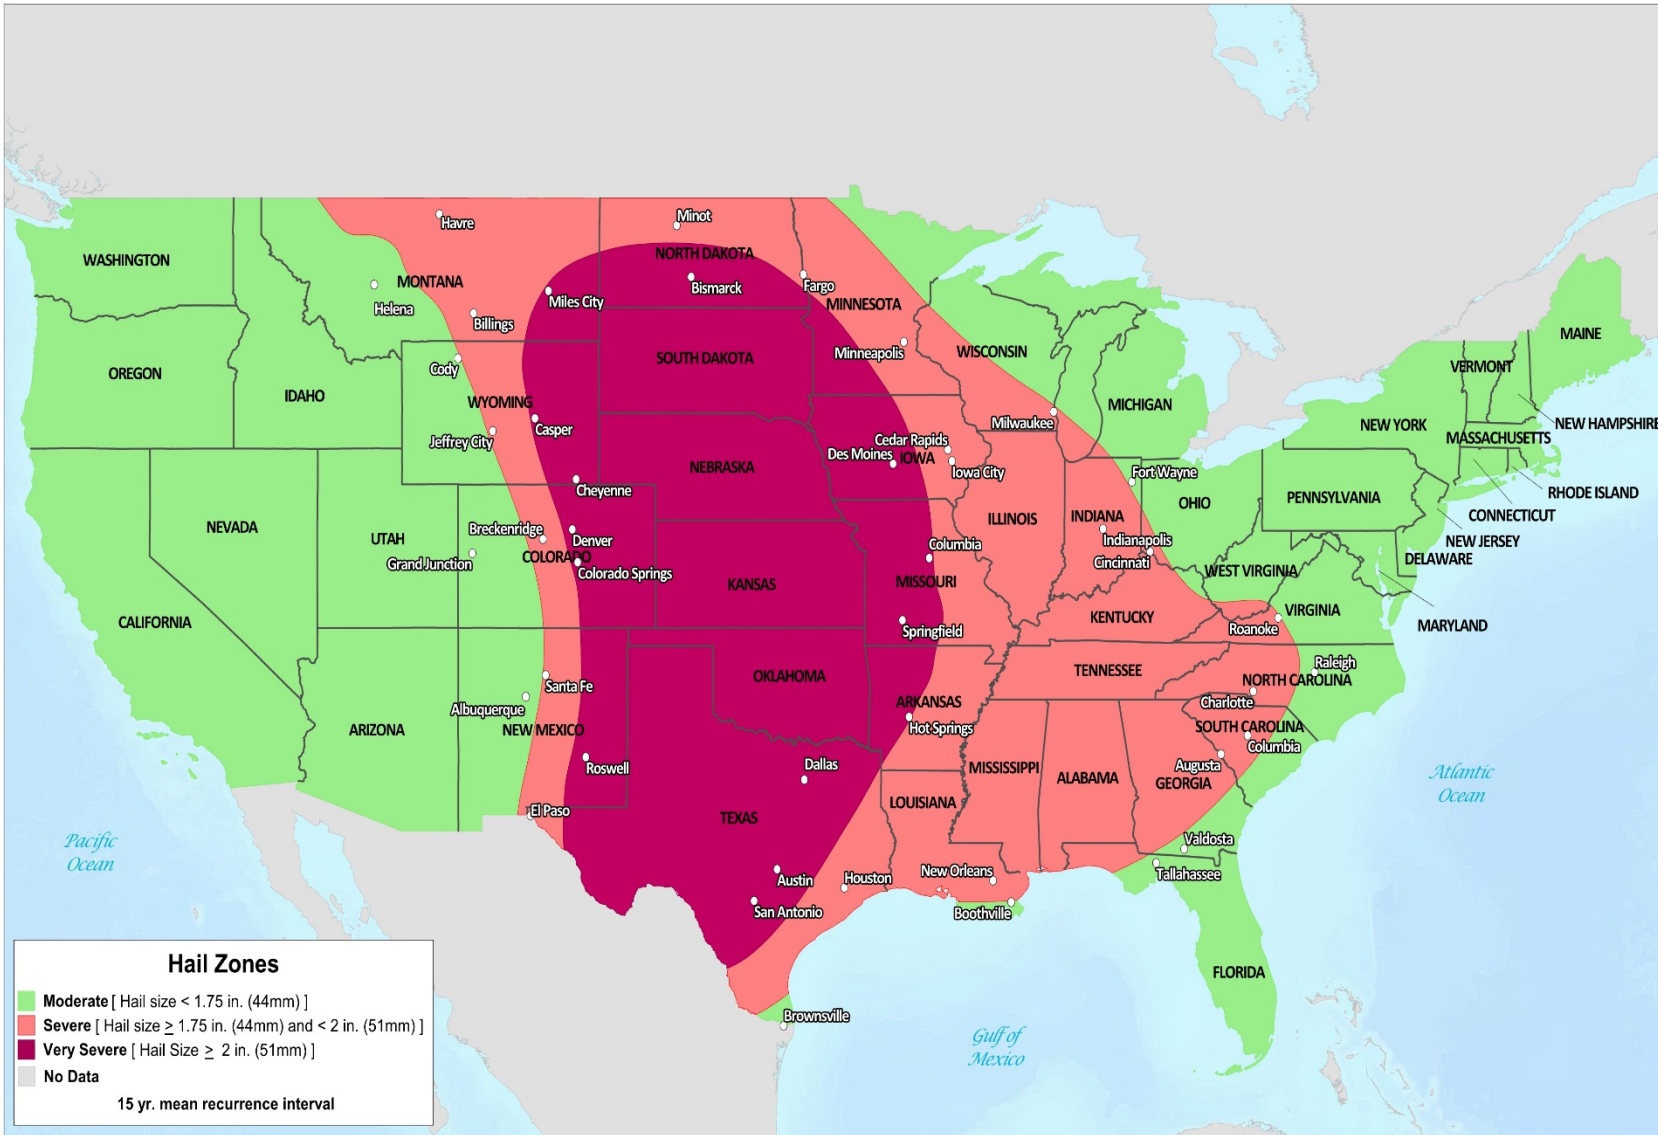 Havre
Minot
NORTH DAKOTA
WASHINGTON
MONTANA
Helena
Miles City
Bismarck
Fargo
MINNESOTA
Billings
MAINE
OREGON
IDAHO
Cody
WYOMING
SOUTH DAKOTA
Minneapolis
WISCONSIN
VERMONT
Casper
Jeffrey City
MICHIGAN
Milwaukee
NEW YORK
NEW HAMPSHIRE
MASSACHUSETTS
Cedar Rapids
Des Moines
IOWA
Iowa City
NEBRASKA
Cheyenne
Fort Wayne
OHIO
PENNSYLVANIA
RHODE ISLAND
CONNECTICUT
NEVADA
UTAH
Breckenridge
Denver
COLORADO
Grand Junction
Colorado Springs
ILLINOIS
INDIANA
Indianapolis
Cincinnati
NEW JERSEY
DELAWARE
Columbia
MISSOURI
KANSAS
WEST VIRGINIA
CALIFORNIA
Springfield
KENTUCKY
VIRGINIA
Roanoke
MARYLAND
Santa Fe
Albuquerque
OKLAHOMA
TENNESSEE
Raleigh
NORTH CAROLINA
Charlotte
ARIZONA
NEW MEXICO
ARKANSAS
Hot Springs
SOUTH CAROLINA
Columbia
Roswell
Dallas
MISSISSIPPI
ALABAMA
Augusta
GEORGIA
Atlantic
Ocean
El Paso
TEXAS
LOUISIANA
Pacific
Ocean
Valdosta
Tallahassee
Austin
Houston
New Orleans
San Antonio
Boothville
FLORIDA
Brownsville
Gulf of
Mexico
Hail Zones
Moderate [ Hail size < 1.75 in. (44mm) ]
Severe [ Hail size ≥ 1.75 in. (44mm) and < 2 in. (51mm) ]
Very Severe [ Hail Size ≥ 2 in. (51mm) ]
No Data
15 yr. mean recurrence interval